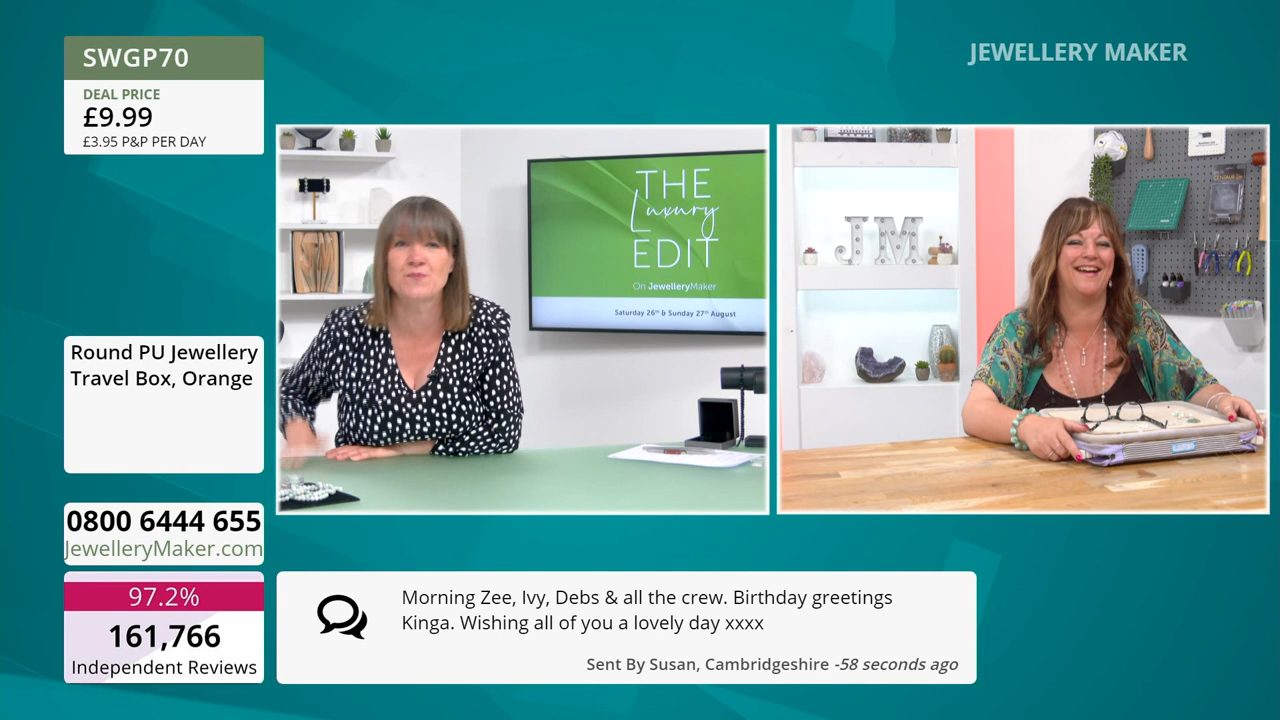 SWGP70
DEAL PRICE
£9.99
£3.95 P&P PER DAY
JEWELLERY MAKER
THE
Luxury
EDIT
On JewelleryMaker
Saturday 26th & Sunday 27th August
JM
Round PU Jewellery
Travel Box, Orange
0800 6444 655
JewelleryMaker.com
97.2%
161,766
Independent Reviews
Morning Zee, Ivy, Debs & all the crew. Birthday greetings
Kinga. Wishing all of you a lovely day xxxx
Sent By Susan, Cambridgeshire -58 seconds ago